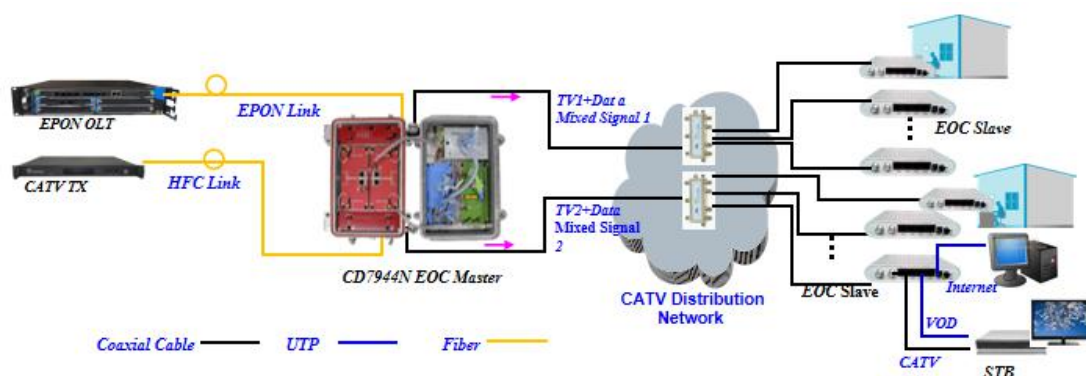 EPON OLT
EPON Link
CATV TX
HFC Link
CD7944N EOC Master
TV1+Dat a
Mixed Signal 1
TV2+Data
Mixed Signal
2
CATV Distribution
Network
EOC Slave
EOC Slave
Internet
VOD
CATV
STB
Coaxial Cable
UTP
Fiber